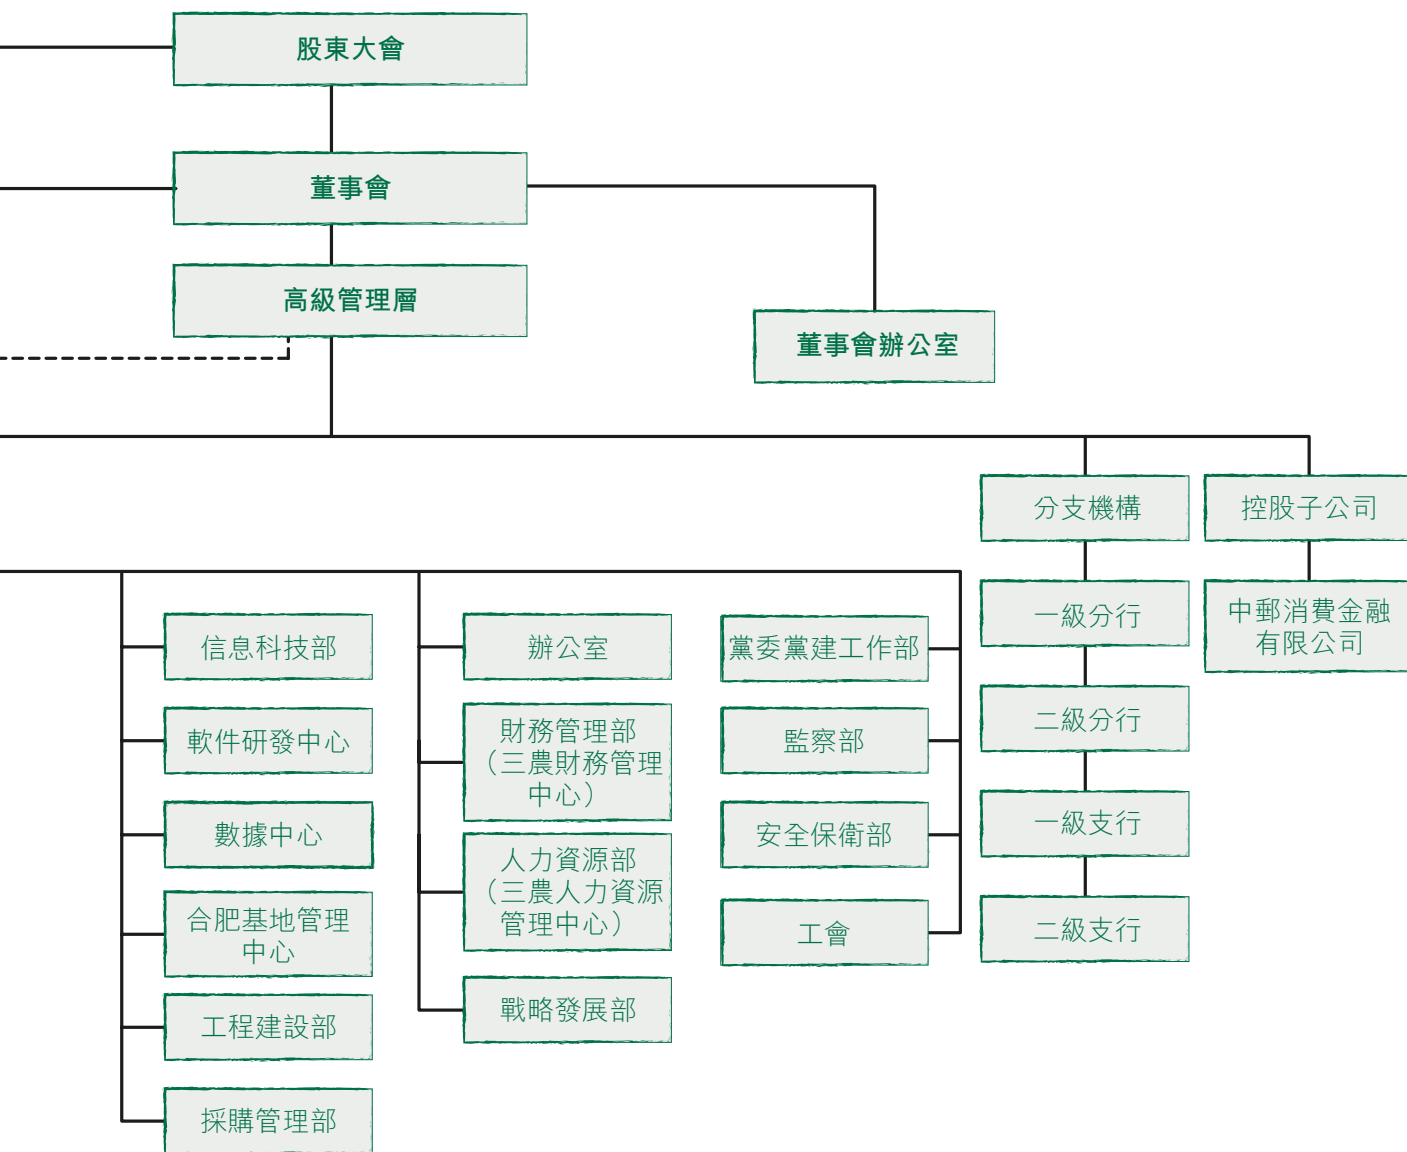 股東大會
董事會
高級管理層
董事會辦公室
分支機構
控股子公司
一級分行
中郵消費金融
有限公司
二級分行
一級支行
二級支行
信息科技部
軟件研發中心
數據中心
合肥基地管理
中心
工程建設部
採購管理部
辦公室
財務管理部
（三農財務管理
中心）
人力資源部
（三農人力資源
管理中心）
戰略發展部
黨委黨建工作部
監察部
安全保衛部
工會